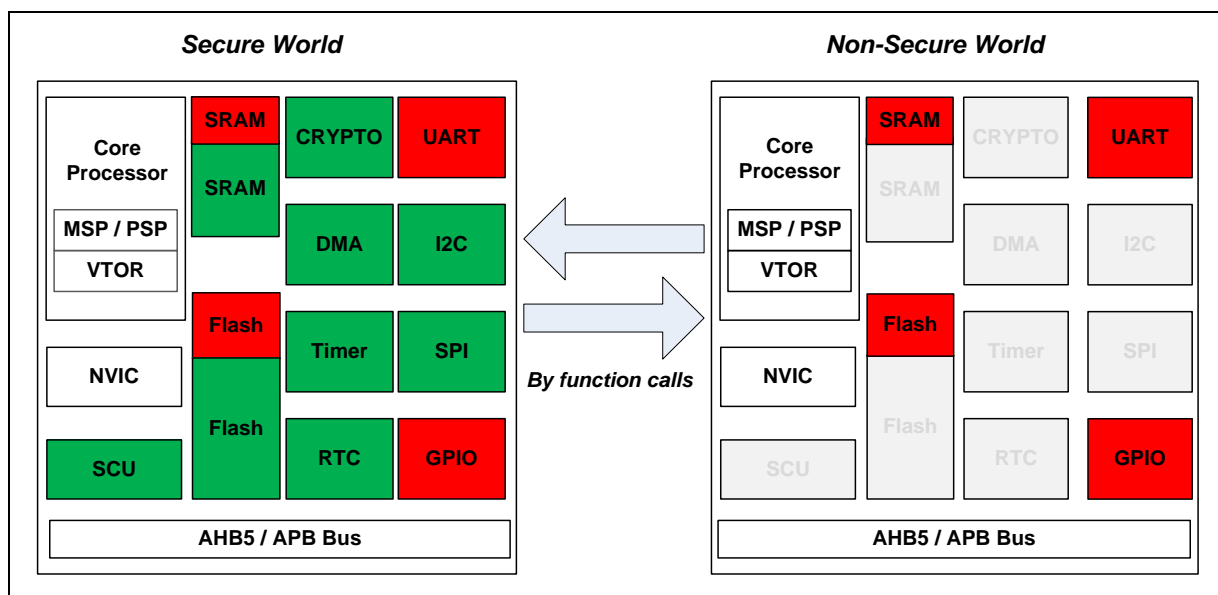 Secure World
Non-Secure World
Core
Processor
MSP / PSP
VTOR
NVIC
SCU
SRAM
SRAM
Flash
Flash
CRYPTO
UART
DMA
I2C
Timer
SPI
RTC
GPIO
AHB5 / APB Bus
By function calls
Core
Processor
MSP / PSP
VTOR
NVIC
SCU
SRAM
SRAM
Flash
Flash
CRYPTO
UART
DMA
I2C
Timer
SPI
RTC
GPIO
AHB5 / APB Bus